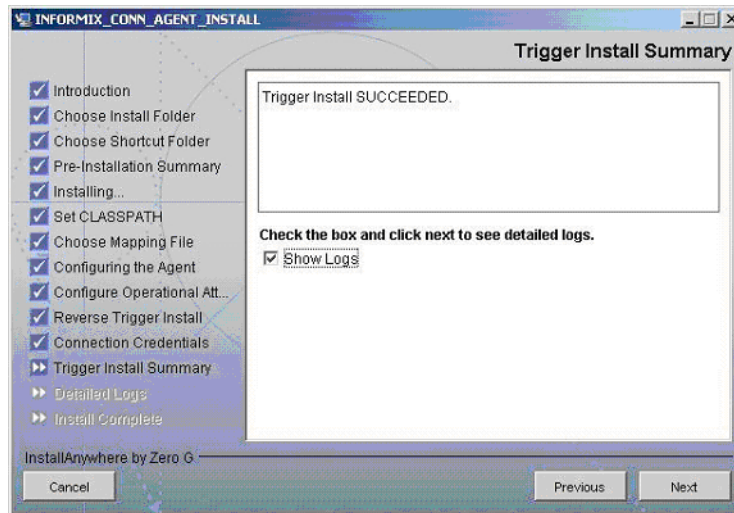 INFORMIX_CONN_AGENT_INSTALL
Trigger Install Summary
Introduction
Choose Install Folder
Choose Shortcut Folder
Pre-Installation Summary
Installing...
Set CLASSPATH
Choose Mapping File
Configuring the Agent
Configure Operational Att...
Reverse Trigger Install
Connection Credentials
Trigger Install Summary
Detailed Logs
Install Complete
Trigger Install SUCCEEDED.
Check the box and click next to see detailed logs.
Show Logs
InstallAnywhere by Zero G
Cancel
Previous
Next